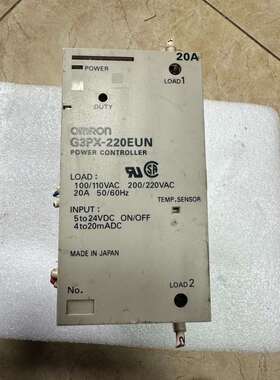 20A
POWER
LOAD1
DUTY
OMRON
G3PX-220EUN
POWER CONTROLLER
LOAD:
100/110VAC 200/220VAC
20A 50/60Hz
TEMP.SENSOR
INPUT:
5to24VDC ON/OFF
4to20mADC
MADE IN JAPAN
No.
LOAD2